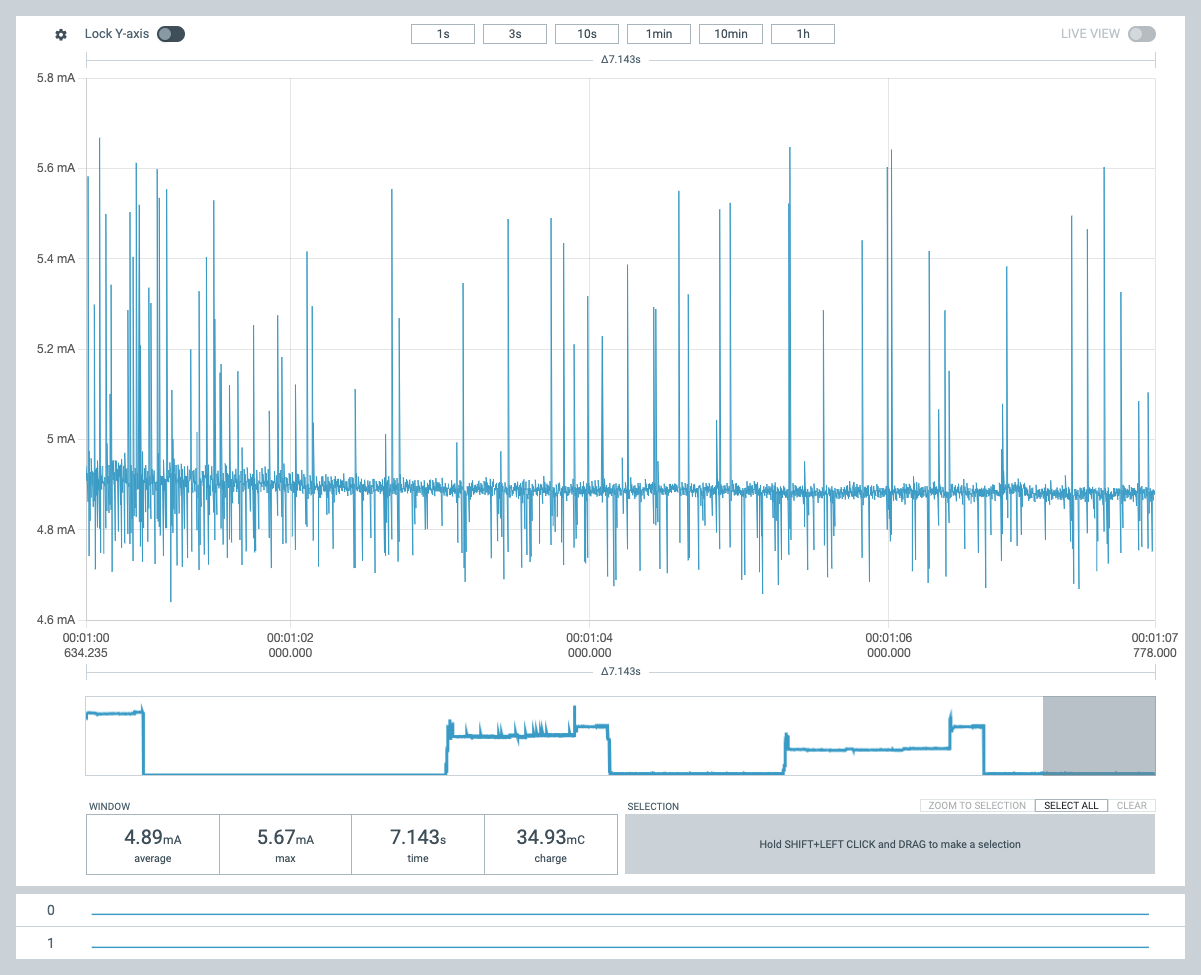 Lock Y-axis
1s 3s 10s 1min 10min 1h
LIVE VIEW
Δ7.143s
5.8 mA
5.6 mA
5.4 mA
5.2 mA
5 mA
4.8 mA
4.6 mA
00:01:00 00:01:02 00:01:04 00:01:06 00:01:07
634.235 000.000 000.000 000.000 778.000
Δ7.143s
WINDOW
4.89mA 5.67mA 7.143s 34.93mC
average max time charge
SELECTION
ZOOM TO SELECTION SELECT ALL CLEAR
Hold SHIFT+LEFT CLICK and DRAG to make a selection
0
1